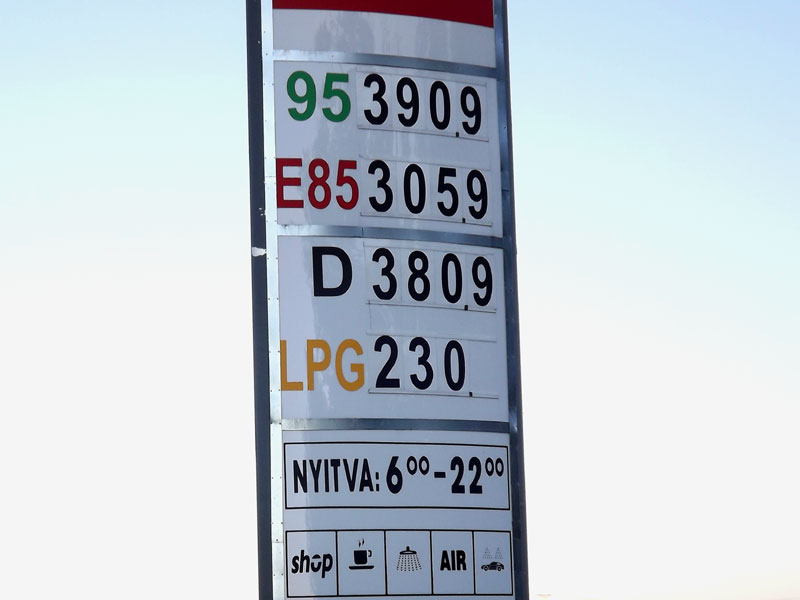 95 390.9
E85 305.9
D 380.9
LPG 230.
NYITVA: 6⁰⁰-22⁰⁰
shop AIR